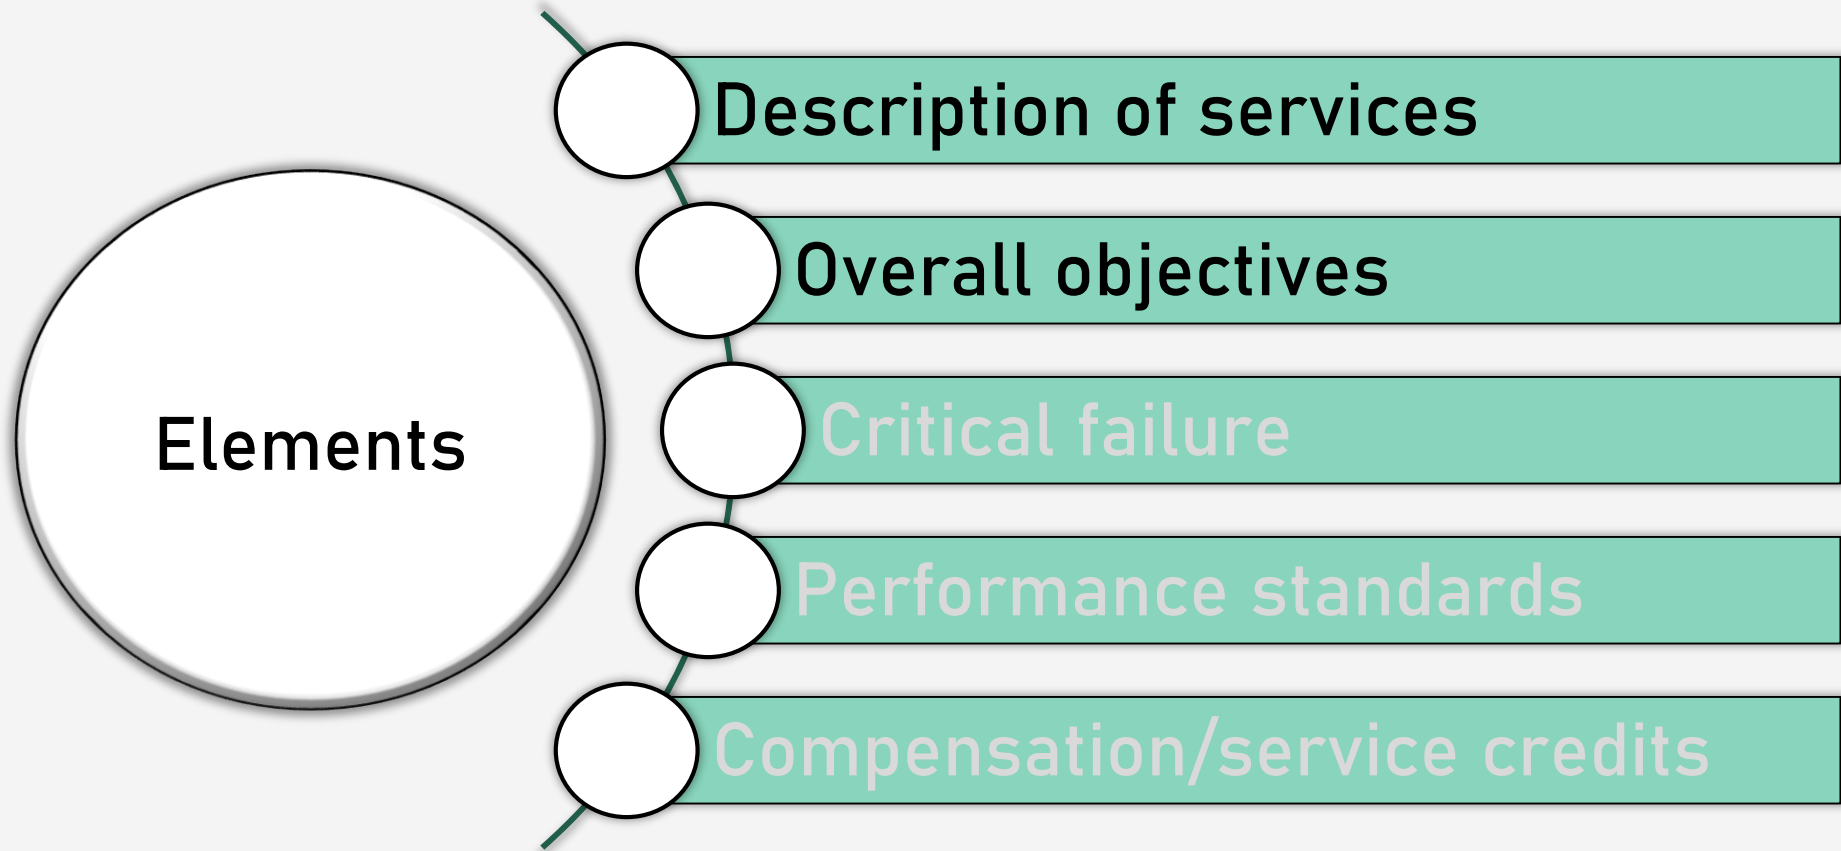 Elements
Description of services
Overall objectives
Critical failure
Performance standards
Compensation/service credits